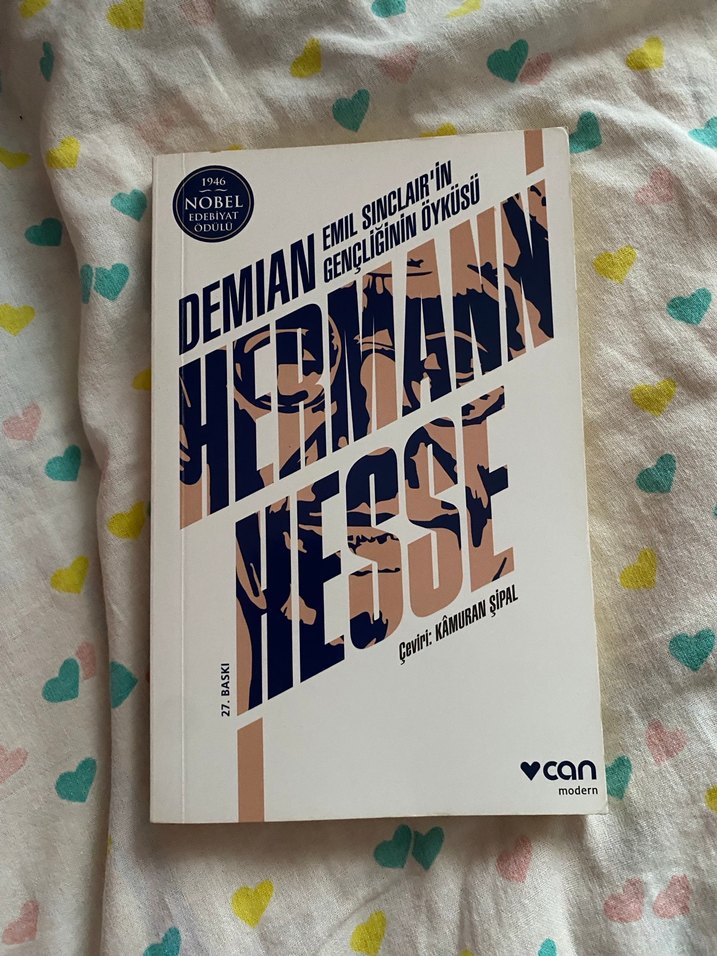 1946
NOBEL
EDEBİYAT
ÖDÜLÜ
DEMIAN
EMIL SINCLAIR'İN
GENÇLİĞİNİN ÖYKÜSÜ
HERMANN
HESSE
Çeviri: KÂMURAN ŞİPAL
27. BASKI
can
modern